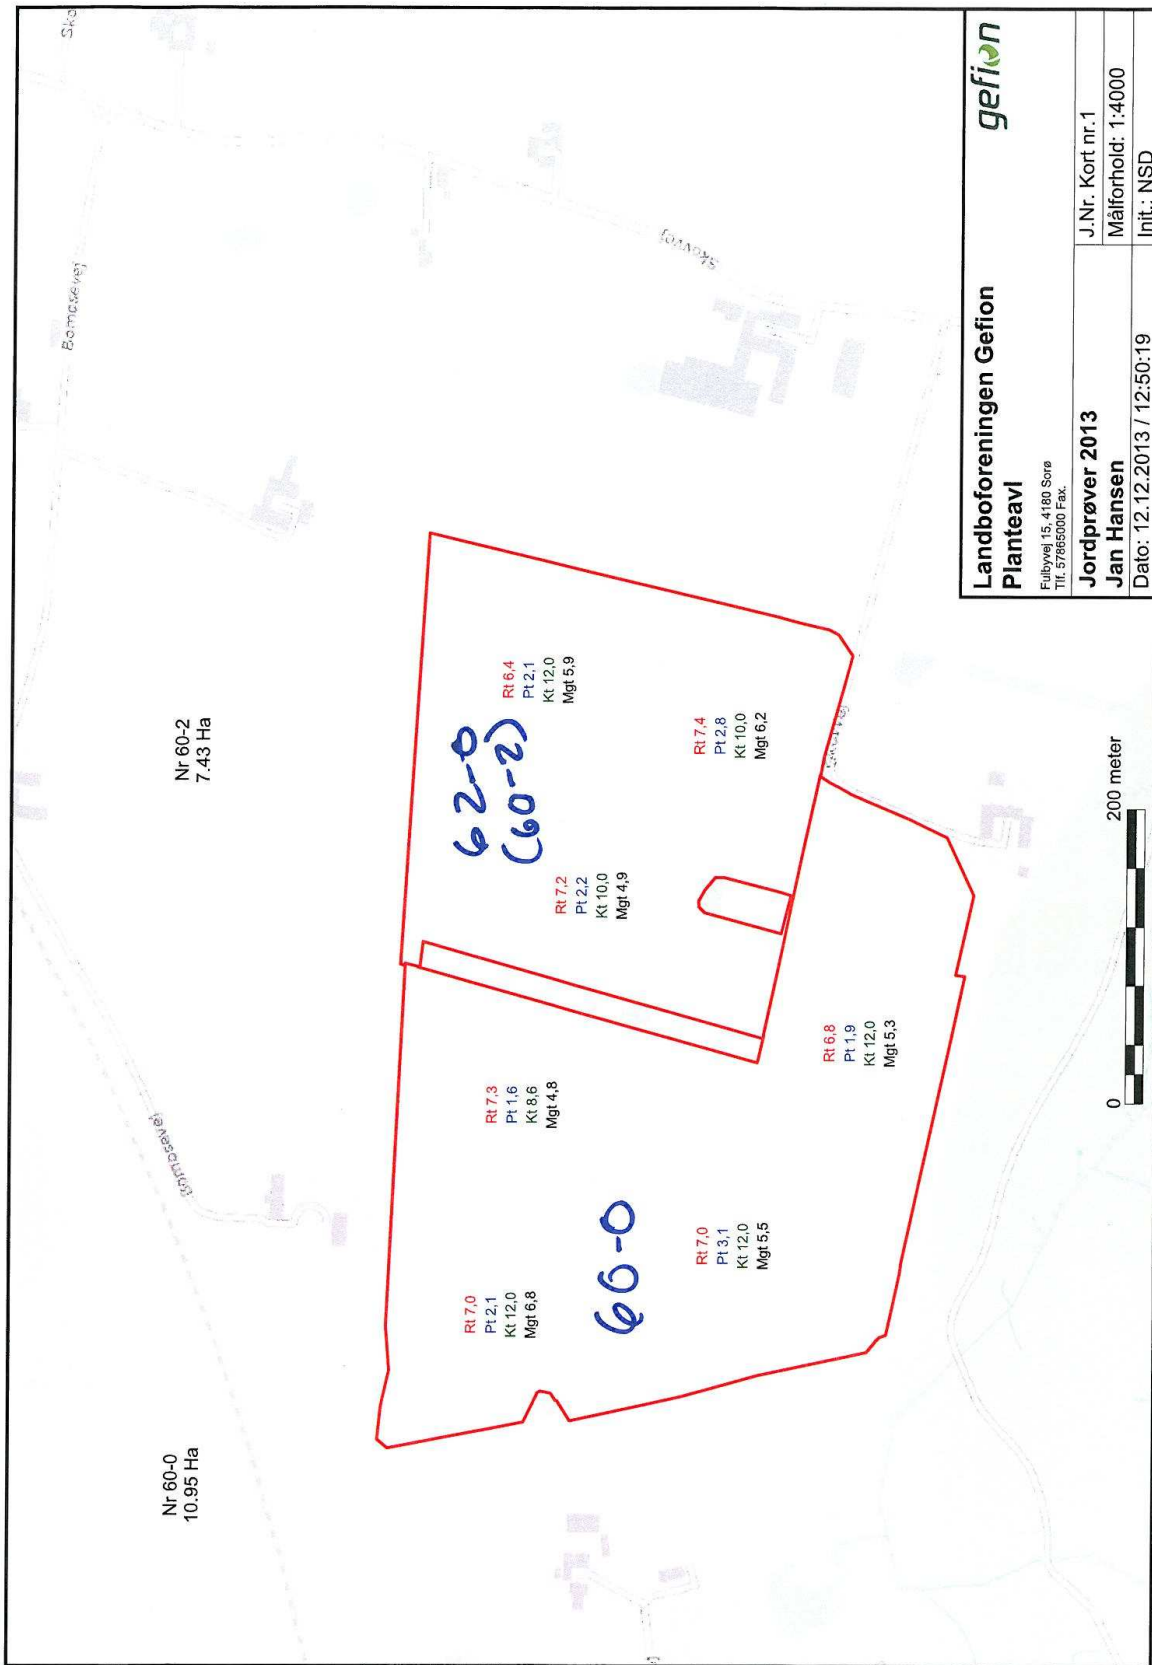 Nr 60-0
10.95 Ha
Nr 60-2
7.43 Ha
Bomosevej
Bomosevej
Sko
Skovvej
62-0
(60-2)
60-0
Rt 7,0
Pt 2,1
Kt 12,0
Mgt 6,8
Rt 7,3
Pt 1,6
Kt 8,6
Mgt 4,8
Rt 7,2
Pt 2,2
Kt 10,0
Mgt 4,9
Rt 6,4
Pt 2,1
Kt 12,0
Mgt 5,9
Rt 7,0
Pt 3,1
Kt 12,0
Mgt 5,5
Rt 6,8
Pt 1,9
Kt 12,0
Mgt 5,3
Rt 7,4
Pt 2,8
Kt 10,0
Mgt 6,2
0 200 meter
Landboforeningen Gefion
Planteavl
gefion
Fulbyvej 15, 4180 Sorø
Tlf. 57865000 Fax.
Jordprøver 2013
Jan Hansen
Dato: 12.12.2013 / 12:50:19
J.Nr. Kort nr.1
Målforhold: 1:4000
Init.: NSD